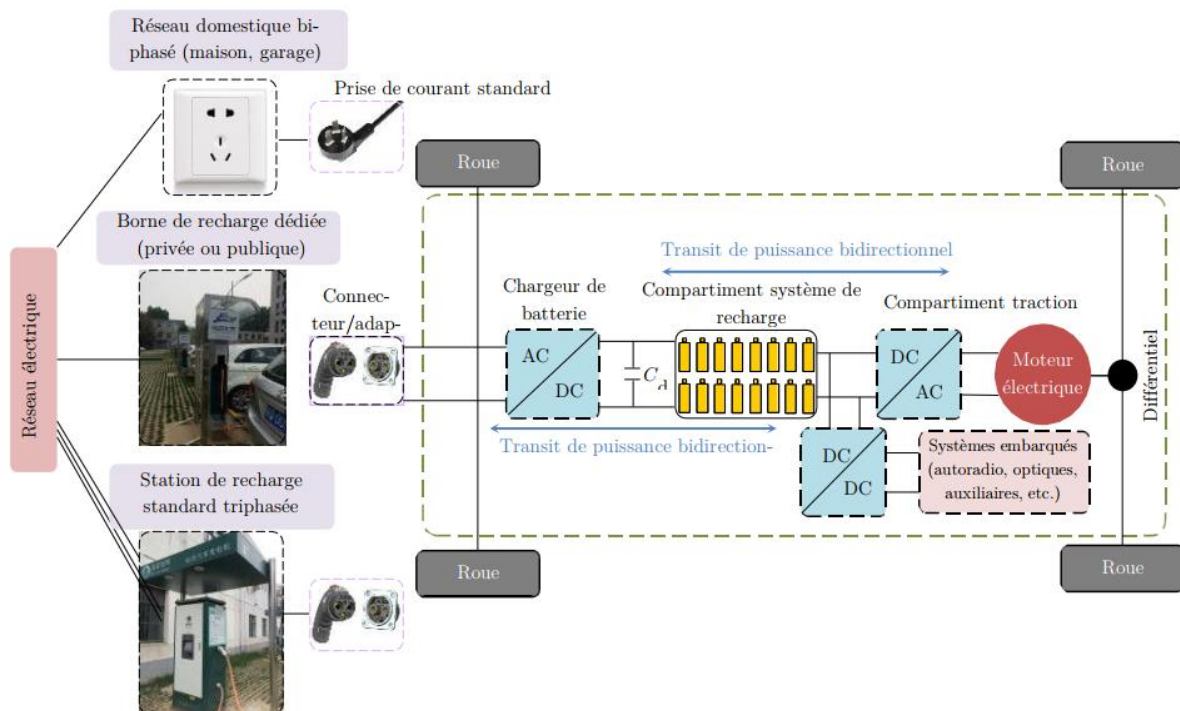 Réseau domestique bi-
phasé (maison, garage)
Prise de courant standard
Roue
Roue
Borne de recharge dédiée
(privée ou publique)
Réseau électrique
Connec-
teur/adap-
Chargeur de
batterie
AC
DC
C_d
Transit de puissance bidirectionnel
Compartiment système de
recharge
Compartiment traction
DC
AC
Moteur
électrique
Différentiel
Transit de puissance bidirection-
DC
DC
Systèmes embarqués
(autoradio, optiques,
auxiliaires, etc.)
Station de recharge
standard triphasée
Roue
Roue